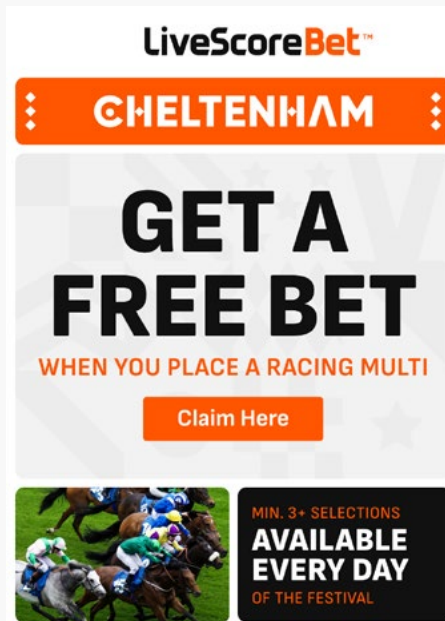 LiveScoreBet™
CHELTENHAM
GET A
FREE BET
WHEN YOU PLACE A RACING MULTI
Claim Here
MIN. 3+ SELECTIONS
AVAILABLE
EVERY DAY
OF THE FESTIVAL